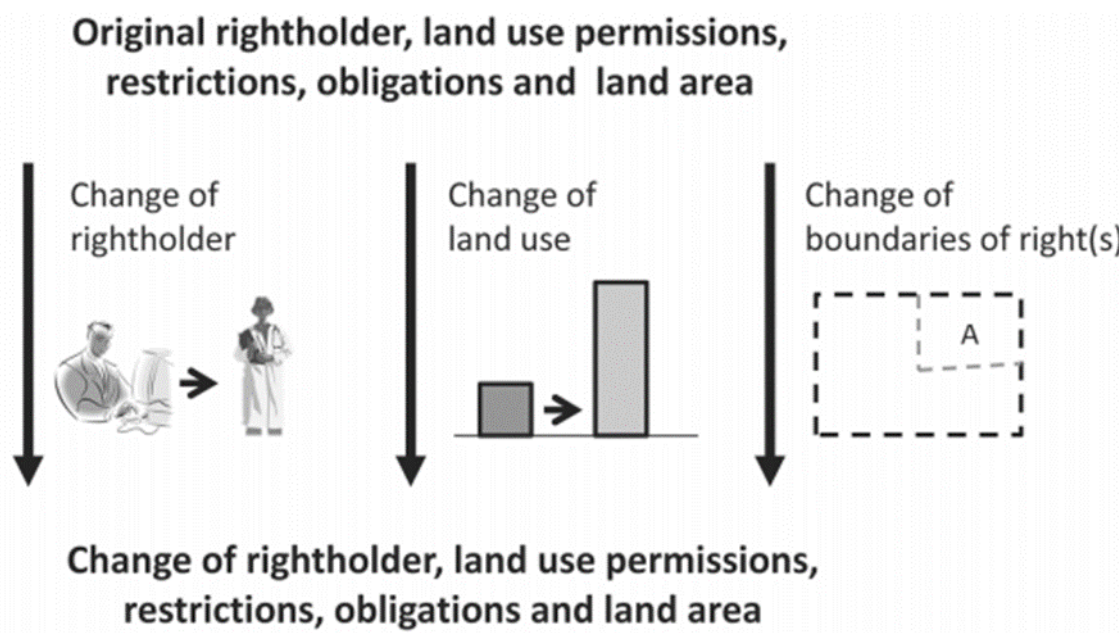 Original rightholder, land use permissions,
restrictions, obligations and land area
Change of
rightholder
Change of
land use
Change of
boundaries of right(s)
A
Change of rightholder, land use permissions,
restrictions, obligations and land area